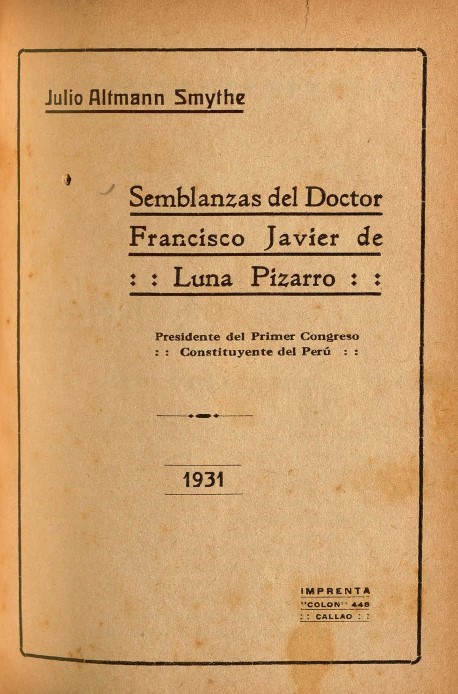 Julio Altmann Smythe
Semblanzas del Doctor
Francisco Javier de
: : Luna Pizarro : :
Presidente del Primer Congreso
: : Constituyente del Perú : :
1931
IMPRENTA
"COLON" 446
: : CALLAO : :